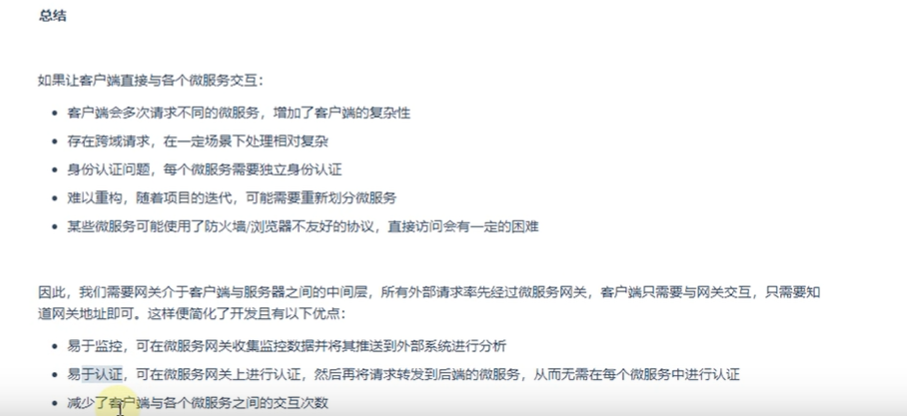 总结
如果让客户端直接与各个微服务交互：
• 客户端会多次请求不同的微服务，增加了客户端的复杂性
• 存在跨域请求，在一定场景下处理相对复杂
• 身份认证问题，每个微服务需要独立身份认证
• 难以重构，随着项目的迭代，可能需要重新划分微服务
• 某些微服务可能使用了防火墙/浏览器不友好的协议，直接访问会有一定的困难
因此，我们需要网关介于客户端与服务器之间的中间层，所有外部请求率先经过微服务网关，客户端只需要与网关交互，只需要知
道网关地址即可。这样便简化了开发且有以下优点：
• 易于监控，可在微服务网关收集监控数据并将其推送到外部系统进行分析
• 易于认证，可在微服务网关上进行认证，然后再将请求转发到后端的微服务，从而无需在每个微服务中进行认证
• 减少了客户端与各个微服务之间的交互次数